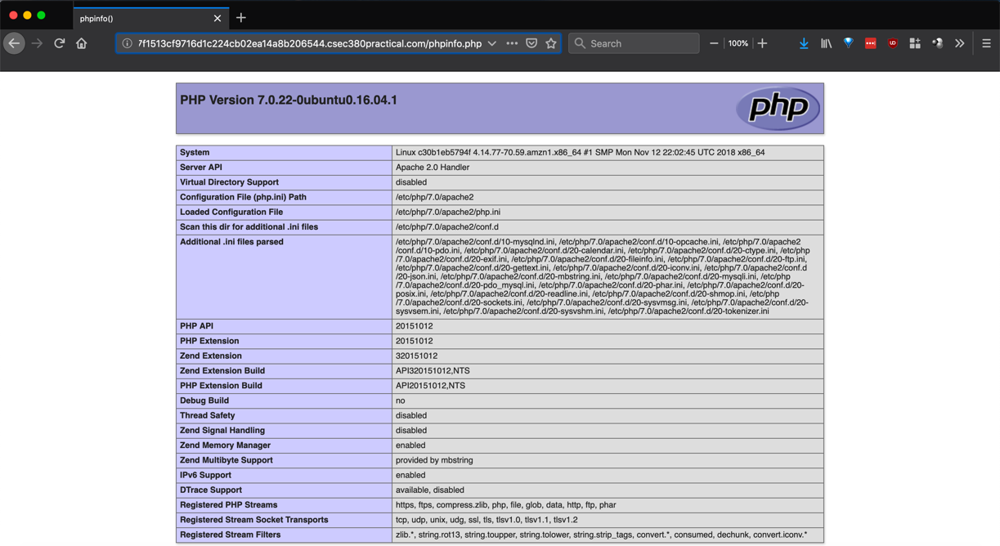 phpinfo()
7f1513cf9716d1c224cb02ea14a8b206544.csec380practical.com/phpinfo.php
Search
100%
PHP Version 7.0.22-0ubuntu0.16.04.1
php
System Linux c30b1eb5794f 4.14.77-70.59.amzn1.x86_64 #1 SMP Mon Nov 12 22:02:45 UTC 2018 x86_64
Server API Apache 2.0 Handler
Virtual Directory Support disabled
Configuration File (php.ini) Path /etc/php/7.0/apache2
Loaded Configuration File /etc/php/7.0/apache2/php.ini
Scan this dir for additional .ini files /etc/php/7.0/apache2/conf.d
Additional .ini files parsed /etc/php/7.0/apache2/conf.d/10-mysqlnd.ini, /etc/php/7.0/apache2/conf.d/10-opcache.ini, /etc/php/7.0/apache2
/conf.d/10-pdo.ini, /etc/php/7.0/apache2/conf.d/20-calendar.ini, /etc/php/7.0/apache2/conf.d/20-ctype.ini, /etc/php
/7.0/apache2/conf.d/20-exif.ini, /etc/php/7.0/apache2/conf.d/20-fileinfo.ini, /etc/php/7.0/apache2/conf.d/20-ftp.ini,
/etc/php/7.0/apache2/conf.d/20-gettext.ini, /etc/php/7.0/apache2/conf.d/20-iconv.ini, /etc/php/7.0/apache2/conf.d
/20-json.ini, /etc/php/7.0/apache2/conf.d/20-mbstring.ini, /etc/php/7.0/apache2/conf.d/20-mysqli.ini, /etc/php
/7.0/apache2/conf.d/20-pdo_mysql.ini, /etc/php/7.0/apache2/conf.d/20-phar.ini, /etc/php/7.0/apache2/conf.d/20-
posix.ini, /etc/php/7.0/apache2/conf.d/20-readline.ini, /etc/php/7.0/apache2/conf.d/20-shmop.ini, /etc/php
/7.0/apache2/conf.d/20-sockets.ini, /etc/php/7.0/apache2/conf.d/20-sysvmsg.ini, /etc/php/7.0/apache2/conf.d/20-
sysvsem.ini, /etc/php/7.0/apache2/conf.d/20-sysvshm.ini, /etc/php/7.0/apache2/conf.d/20-tokenizer.ini
PHP API 20151012
PHP Extension 20151012
Zend Extension 320151012
Zend Extension Build API320151012,NTS
PHP Extension Build API20151012,NTS
Debug Build no
Thread Safety disabled
Zend Signal Handling disabled
Zend Memory Manager enabled
Zend Multibyte Support provided by mbstring
IPv6 Support enabled
DTrace Support available, disabled
Registered PHP Streams https, ftps, compress.zlib, php, file, glob, data, http, ftp, phar
Registered Stream Socket Transports tcp, udp, unix, udg, ssl, tls, tlsv1.0, tlsv1.1, tlsv1.2
Registered Stream Filters zlib.*, string.rot13, string.toupper, string.tolower, string.strip_tags, convert.*, consumed, dechunk, convert.iconv.*